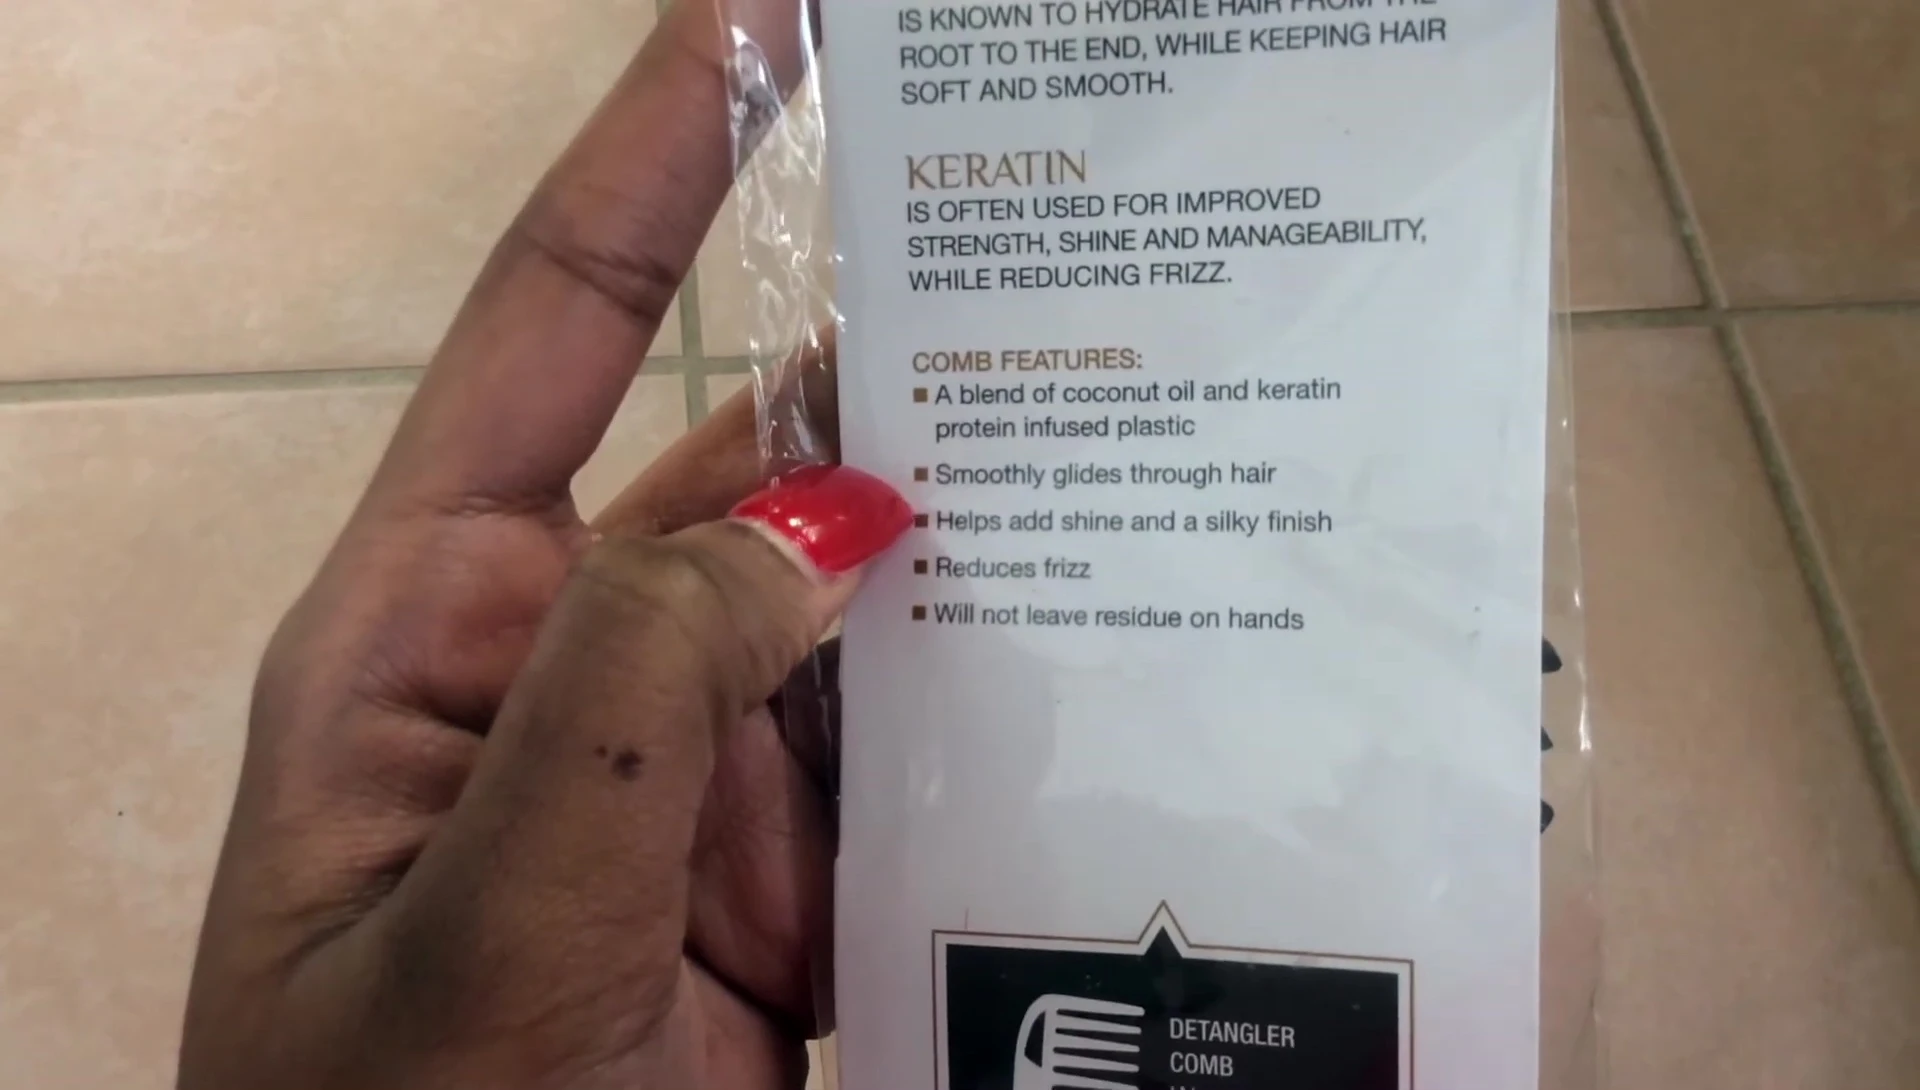 IS KNOWN TO HYDRATE HAIR FROM THE
ROOT TO THE END, WHILE KEEPING HAIR
SOFT AND SMOOTH.
KERATIN
IS OFTEN USED FOR IMPROVED
STRENGTH, SHINE AND MANAGEABILITY,
WHILE REDUCING FRIZZ.
COMB FEATURES:
A blend of coconut oil and keratin
protein infused plastic
Smoothly glides through hair
Helps add shine and a silky finish
Reduces frizz
Will not leave residue on hands
DETANGLER
COMB